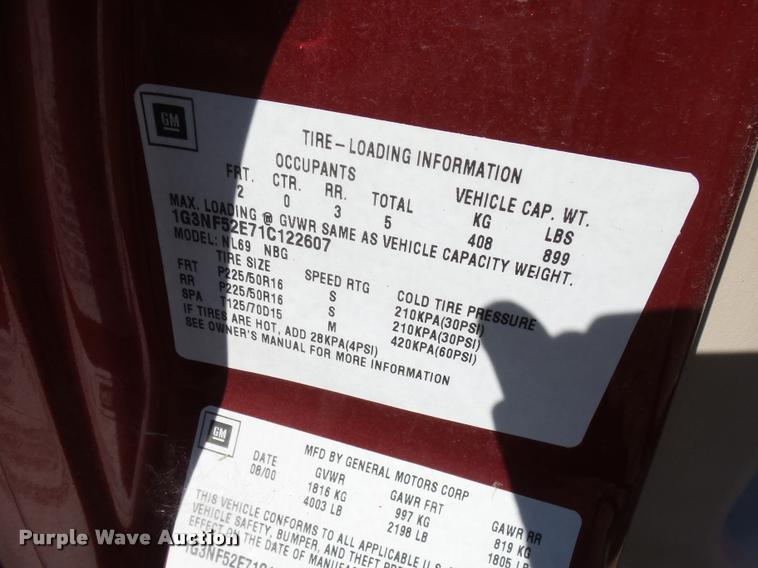 GM
TIRE-LOADING INFORMATION
OCCUPANTS VEHICLE CAP. WT.
FRT. CTR. RR. TOTAL KG LBS
2 0 3 5 408 899
MAX. LOADING @ GVWR SAME AS VEHICLE CAPACITY WEIGHT.
1G3NF52E71C122607
MODEL: NL69 NBG
TIRE SIZE SPEED RTG COLD TIRE PRESSURE
FRT P225/50R16 S 210KPA(30PSI)
RR P225/50R16 S 210KPA(30PSI)
SPA T125/70D15 M 420KPA(60PSI)
IF TIRES ARE HOT, ADD 28KPA(4PSI)
SEE OWNER'S MANUAL FOR MORE INFORMATION
GM
MFD BY GENERAL MOTORS CORP
DATE GVWR GAWR FRT GAWR RR
08/00 1816 KG 997 KG 819 KG
4003 LB 2198 LB 1805 LB
THIS VEHICLE CONFORMS TO ALL APPLICABLE U.S.
VEHICLE SAFETY, BUMPER, AND THEFT
EFFECT ON THE DATE OF
1G3NF52E71C
Purple Wave Auction